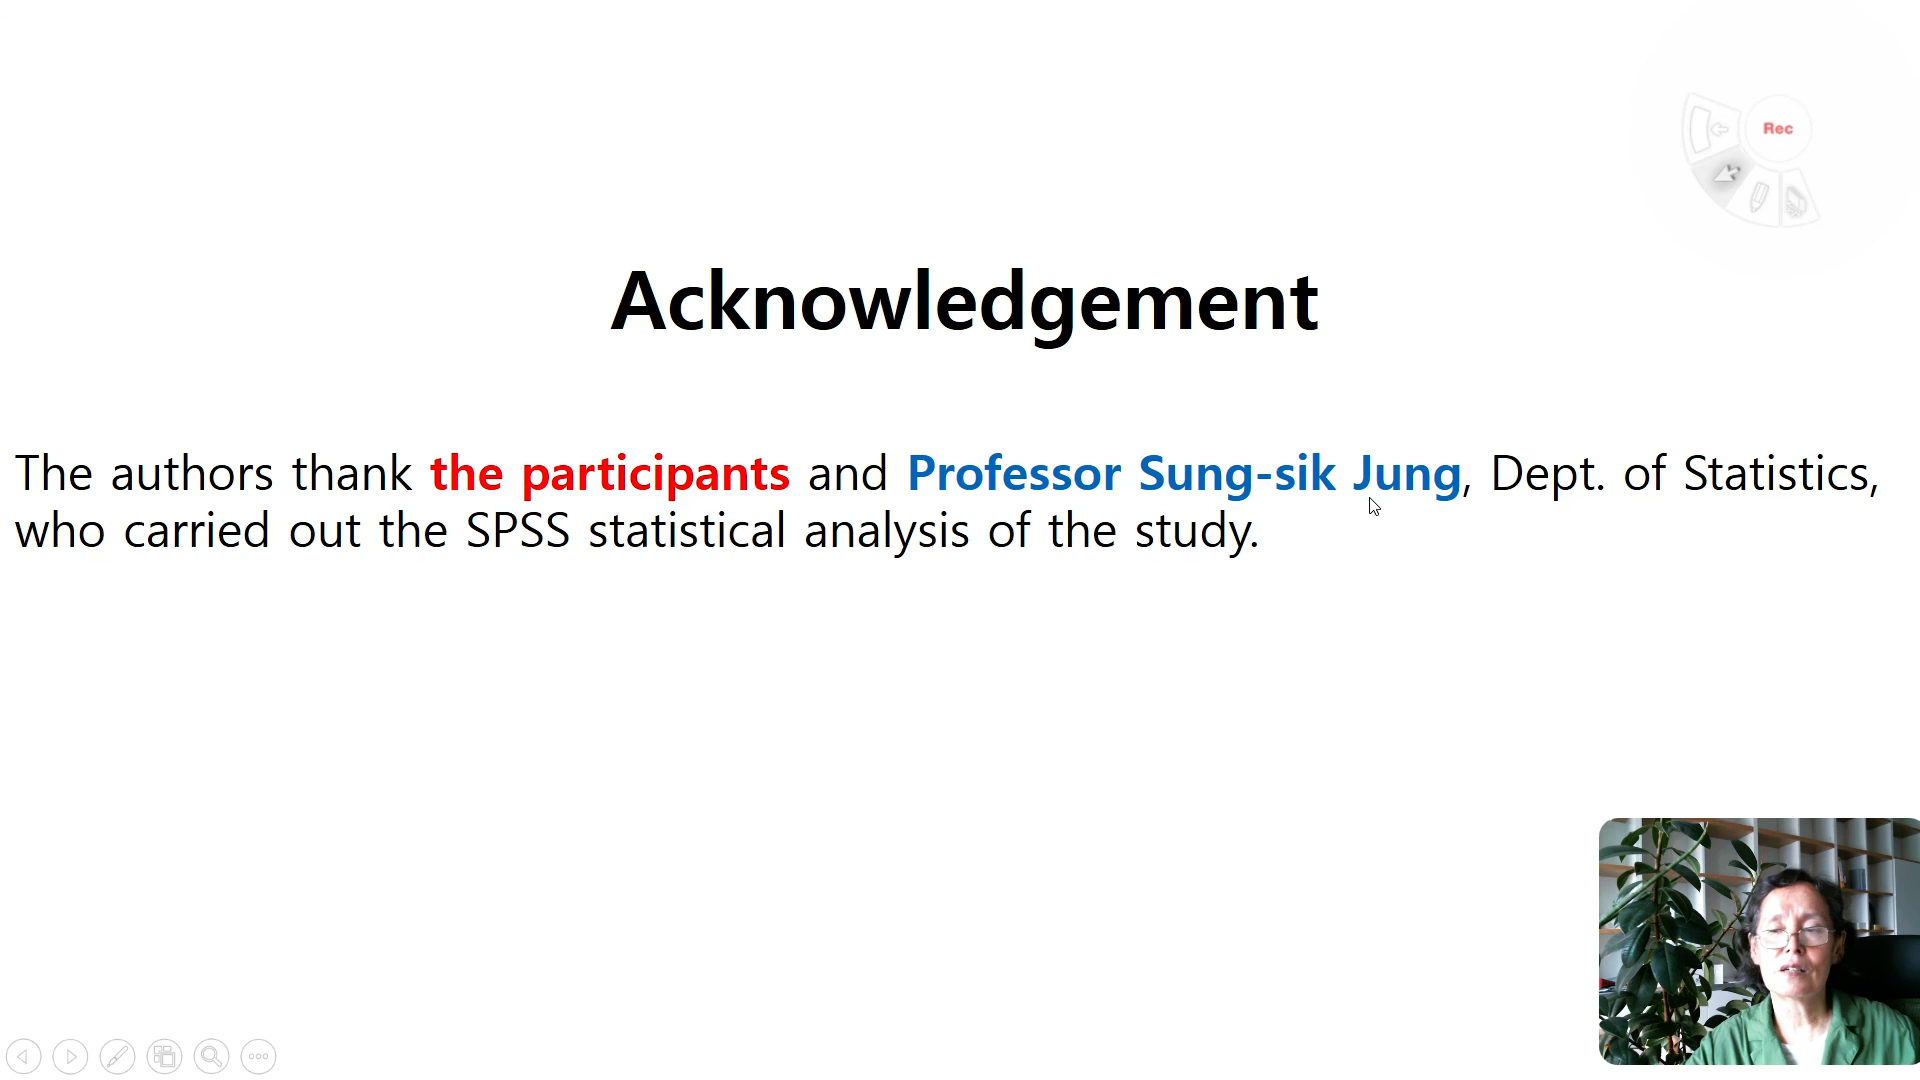 Rec
Acknowledgement
The authors thank the participants and Professor Sung-sik Jung, Dept. of Statistics,
who carried out the SPSS statistical analysis of the study.